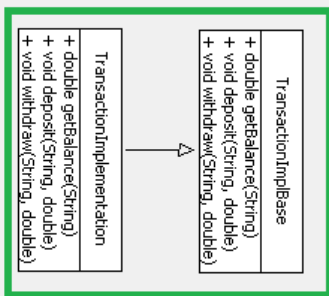 TransactionImplBase
+ double getBalance(String)
+ void deposit(String, double)
+ void withdraw(String, double)
TransactionImplementation
+ double getBalance(String)
+ void deposit(String, double)
+ void withdraw(String, double)